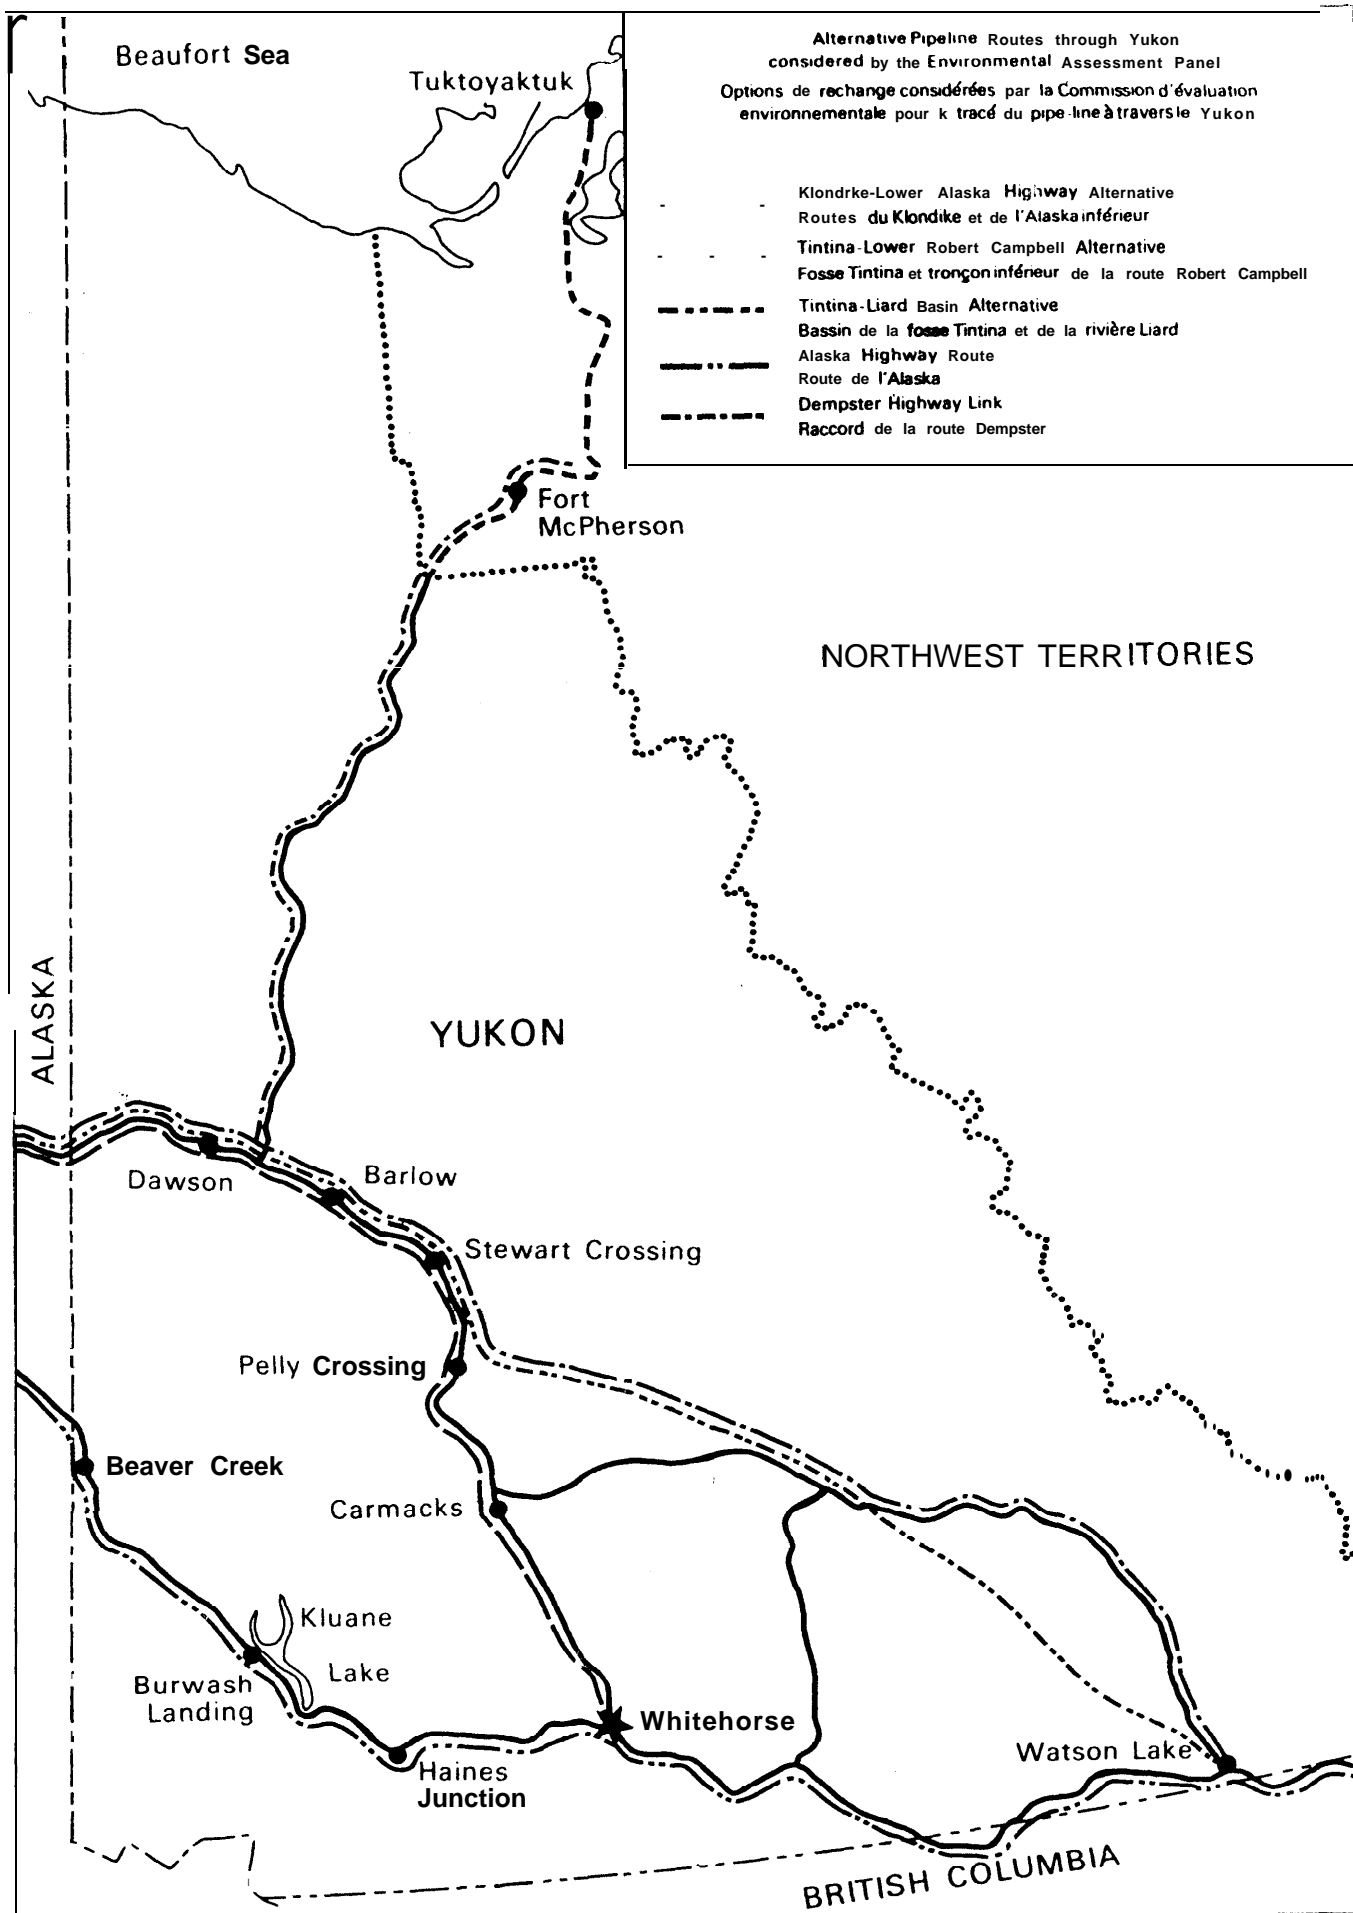 Beaufort Sea
Tuktoyaktuk
Alternative Pipeline Routes through Yukon
considered by the Environmental Assessment Panel
Options de rechange considérées par la Commission d'évaluation
environnementale pour k tracé du pipe-line à travers le Yukon
Klondrke-Lower Alaska Highway Alternative
Routes du Klondike et de l'Alaska inférieur
Tintina-Lower Robert Campbell Alternative
Fosse Tintina et tronçon inférieur de la route Robert Campbell
Tintina-Liard Basin Alternative
Bassin de la fosse Tintina et de la rivière Liard
Alaska Highway Route
Route de l'Alaska
Dempster Highway Link
Raccord de la route Dempster
Fort
McPherson
NORTHWEST TERRITORIES
ALASKA
YUKON
Dawson
Barlow
Stewart Crossing
Pelly Crossing
Beaver Creek
Carmacks
Kluane
Lake
Burwash
Landing
Whitehorse
Haines
Junction
Watson Lake
BRITISH COLUMBIA